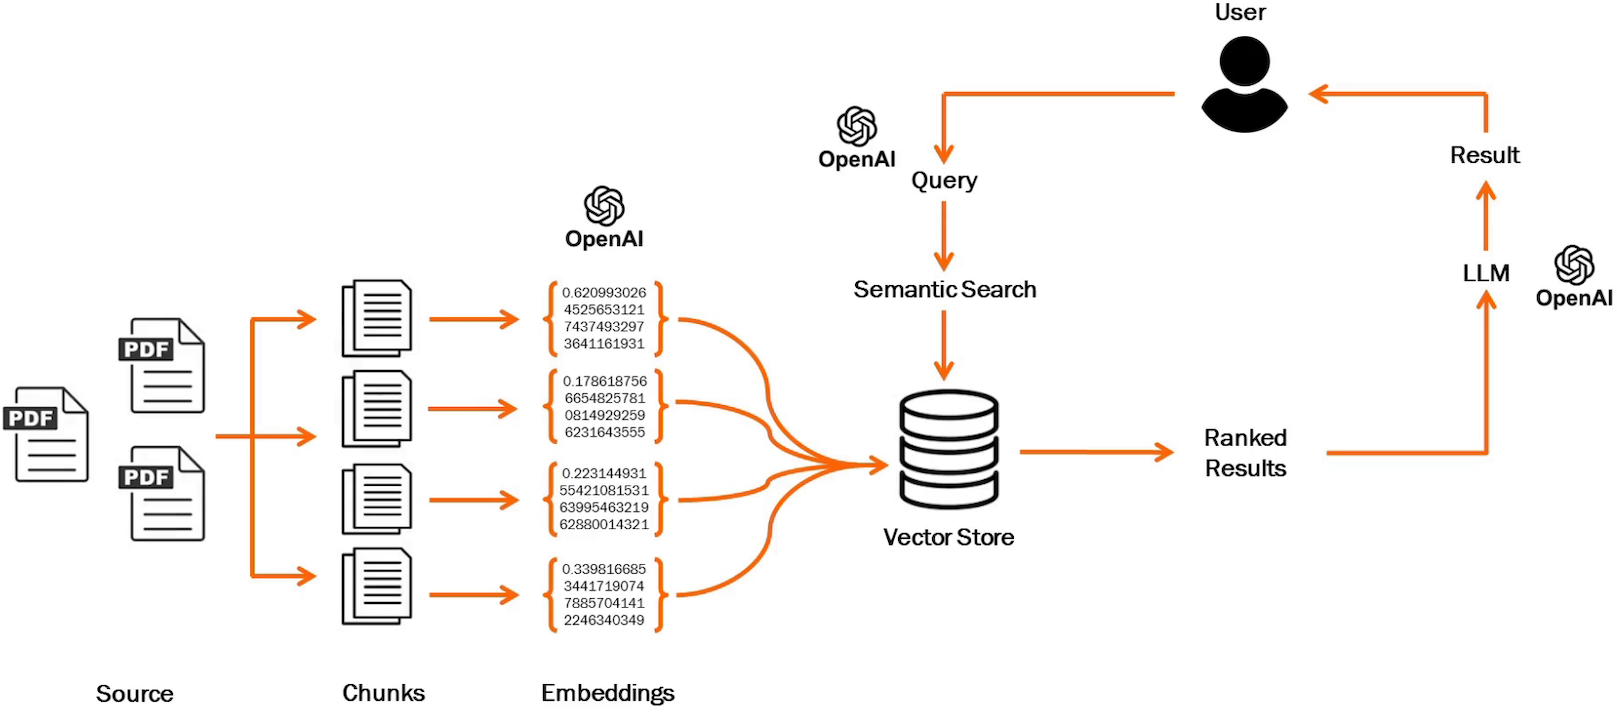 User
OpenAI
Query
Result
OpenAI
Semantic Search
LLM
OpenAI
PDF
PDF
PDF
0.620993026
4525653121
7437493297
3641161931
0.178618756
6654825781
0814929259
6231643555
0.223144931
55421081531
63995463219
62880014321
0.339816685
3441719074
7885704141
2246340349
Vector Store
Ranked
Results
Source
Chunks
Embeddings